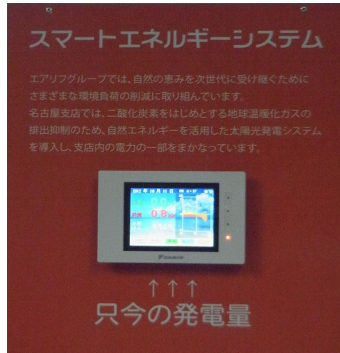 スマートエネルギーシステム
エアリフグループでは、自然の恵みを次世代に受け継ぐために
さまざまな環境負荷の削減に取り組んでいます。
名古屋支店では、二酸化炭素をはじめとする地球温暖化ガスの
排出抑制のため、自然エネルギーを活用した太陽光発電システム
を導入し、支店内の電力の一部をまかなっています。
0.8
↑↑↑
只今の発電量